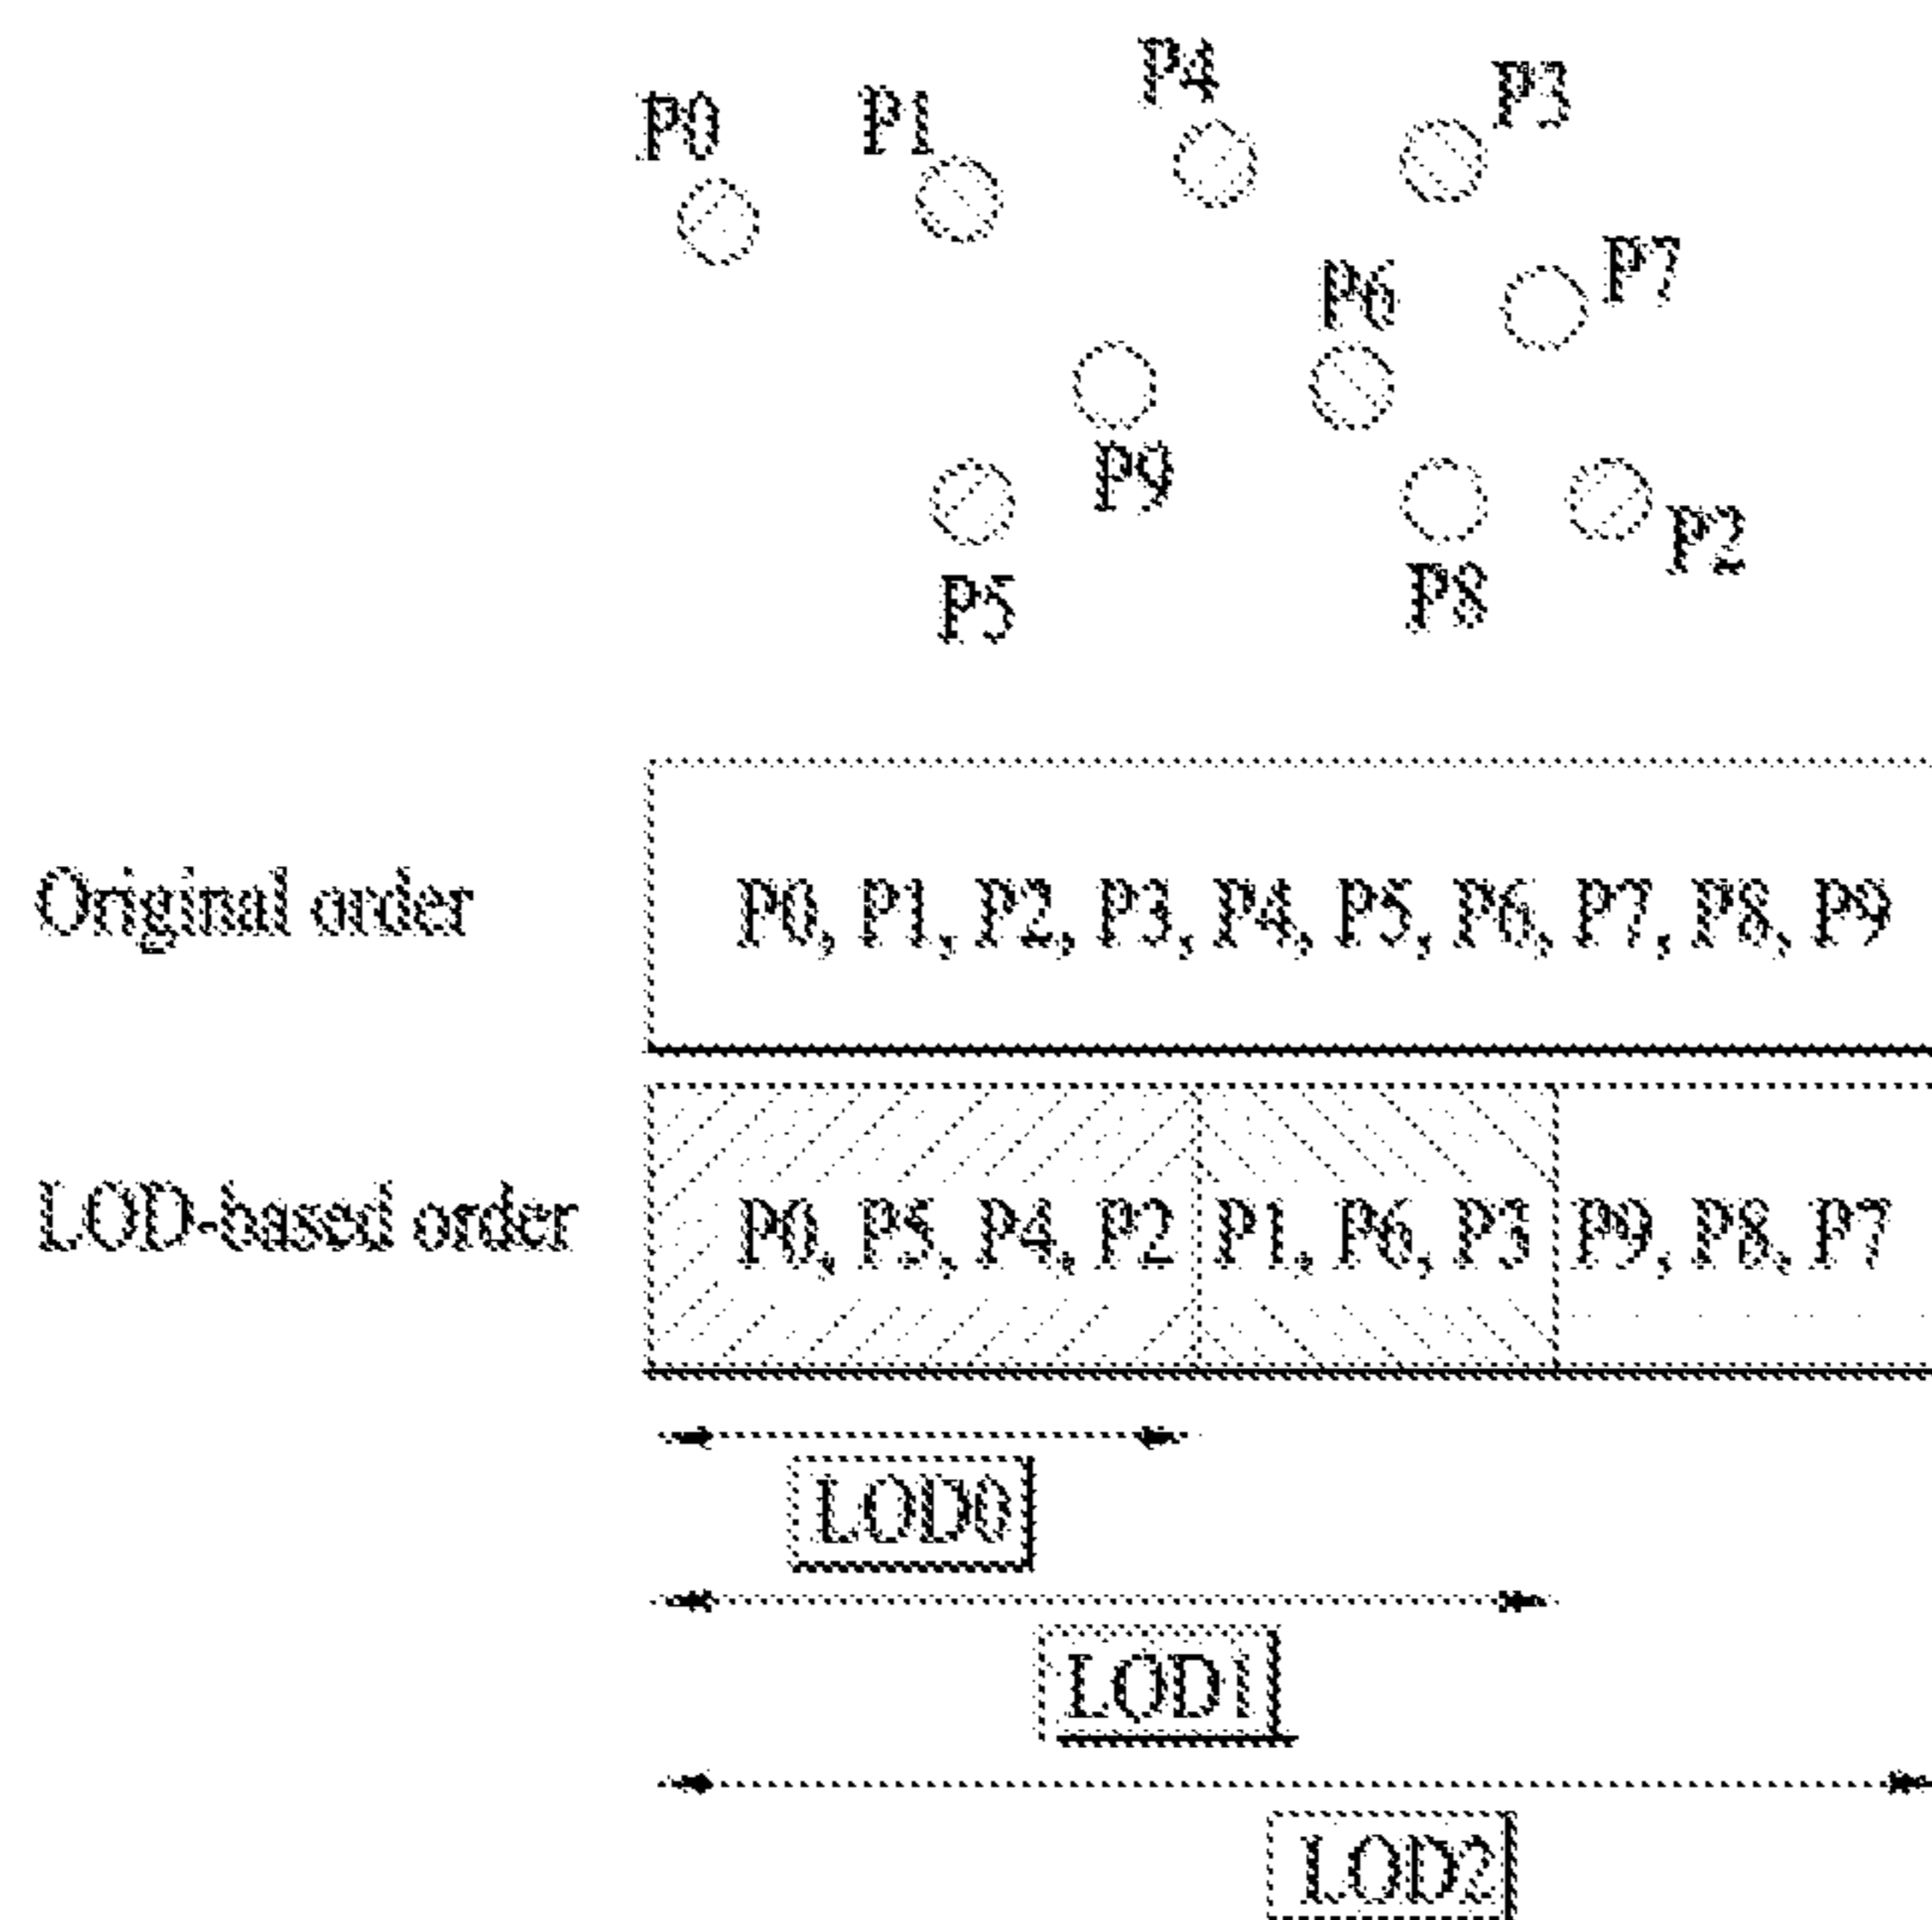 P4
P3
P0
P1
P7
P6
P9
P2
P5
P8
Original order
P0, P1, P2, P3, P4, P5, P6, P7, P8, P9
LOD-based order
P0, P5, P4, P2
P1, P6, P3
P9, P8, P7
LOD0
LOD1
LOD2